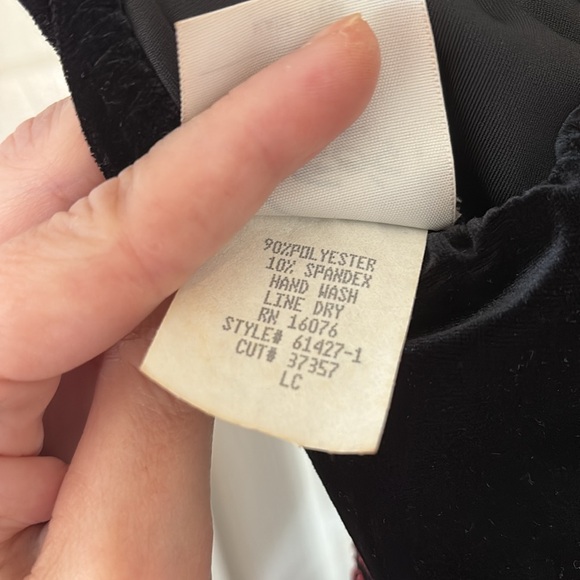 90%POLYESTER
10% SPANDEX
HAND WASH
LINE DRY
RN 16076
STYLE# 61427-1
CUT# 37357
LC